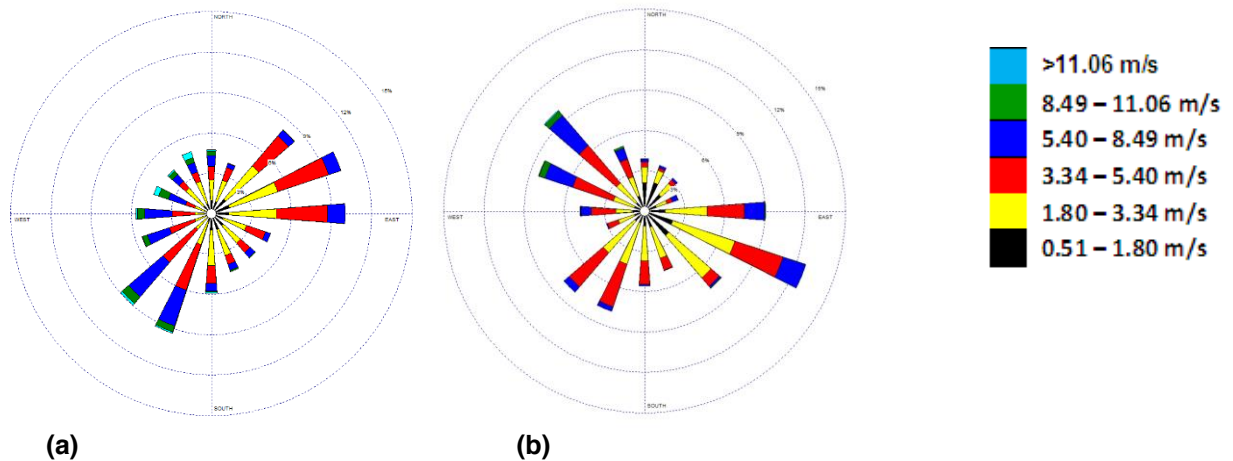 NORTH
15%
12%
9%
6%
3%
WEST
EAST
SOUTH
(a)
NORTH
15%
12%
9%
6%
3%
WEST
EAST
SOUTH
(b)
>11.06 m/s
8.49 – 11.06 m/s
5.40 – 8.49 m/s
3.34 – 5.40 m/s
1.80 – 3.34 m/s
0.51 – 1.80 m/s